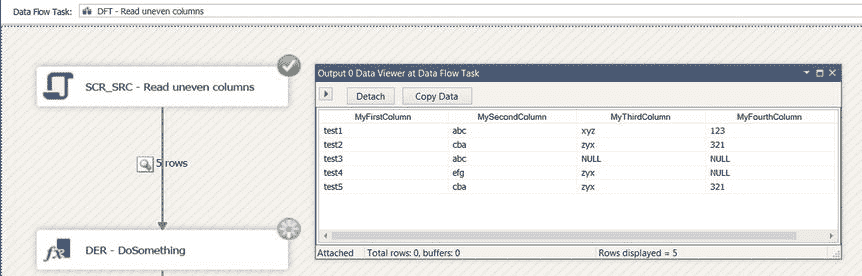 Data Flow Task: DFT - Read uneven columns
SCR_SRC - Read uneven columns
5 rows
fx DER - DoSomething
Output 0 Data Viewer at Data Flow Task
Detach Copy Data
MyFirstColumn MySecondColumn MyThirdColumn MyFourthColumn
test1 abc xyz 123
test2 cba zyx 321
test3 abc NULL NULL
test4 efg zyx NULL
test5 cba zyx 321
Attached Total rows: 0, buffers: 0 Rows displayed = 5